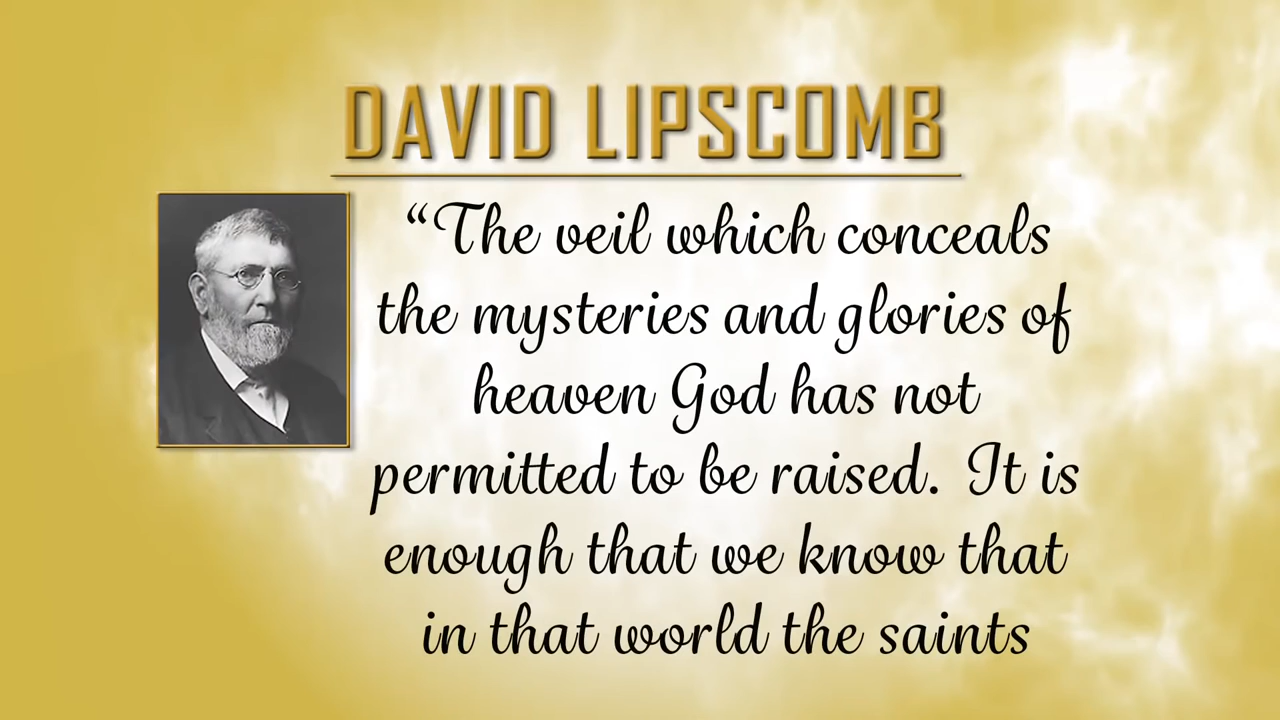 DAVID LIPSCOMB
“The veil which conceals
the mysteries and glories of
heaven God has not
permitted to be raised. It is
enough that we know that
in that world the saints